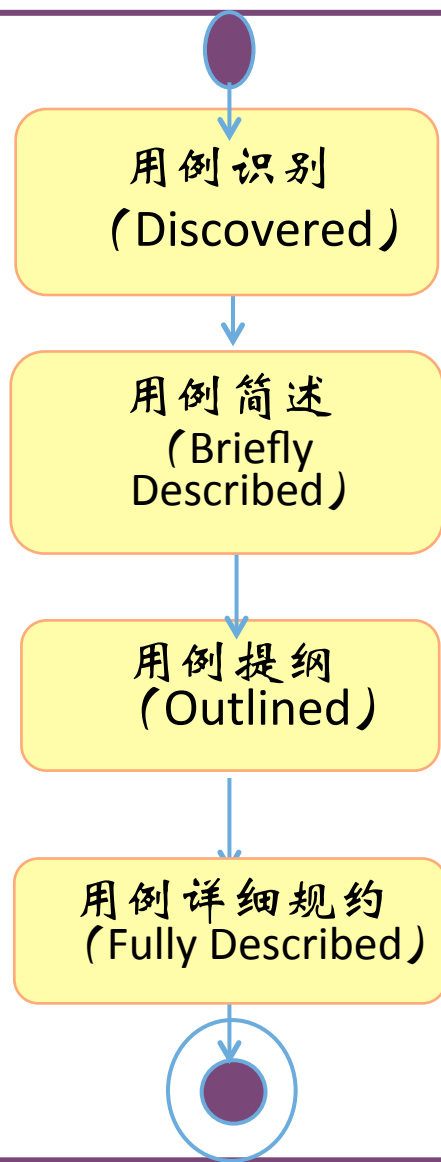 用例识别
（Discovered）
用例简述
（Briefly
Described）
用例提纲
（Outlined）
用例详细规约
（Fully Described）